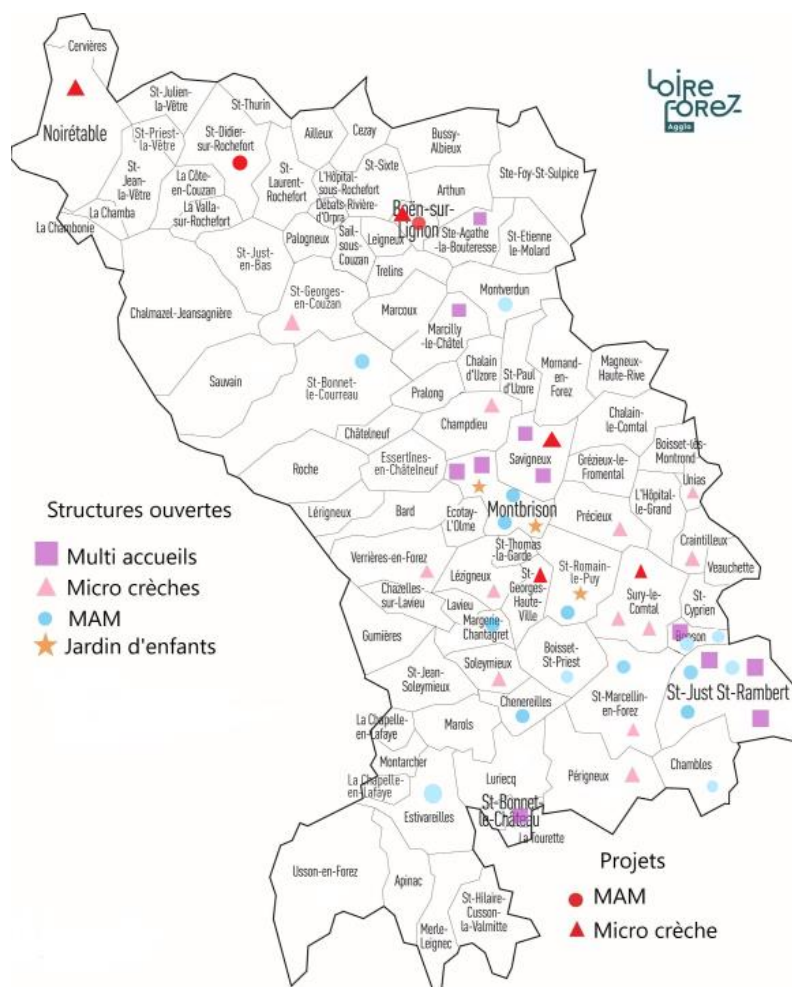 Loire
Forez
Agglo
Cervières
Noirétable
St-Julien-
la-Vêtre
St-Thurin
St-Priest-
la-Vêtre
St-Didier-
sur-Rochefort
Ailleux
Cezay
Bussy-
Albieux
Ste-Foy-St-Sulpice
St-
Jean-
la-Vêtre
La Côte-
en-Couzan
St-
Laurent-
Rochefort
L'Hôpital-
sous-Rochefort
St-Sixte
Arthun
La Chamba
La Chambonie
La Valla-
sur-Rochefort
Débats-Rivière-
d'Orpra
Boën-sur-
Lignon
Ste-Agathe
-la-Bouteresse
St-Etienne
le-Molard
St-Just-
en-Bas
Palogneux
Sail-
sous-
Couzan
Leigneux
Trelins
St-Georges-
en-Couzan
Montverdun
Chalmazel-Jeansagnière
Marcoux
Marcilly
-le-Châtel
Sauvain
St-Bonnet
-le-Courreau
Chalain
d'Uzore
St-Paul
d'Uzore
Mornand-
en-
Forez
Magneux-
Haute-Rive
Pralong
Champdieu
Chalain-
le-Comtal
Châtelneuf
Savigneux
Essertines-
en-Châtelneuf
Roche
Grézieux-le-
Fromental
Boisset-lès-
Montrond
Unias
Lérigneux
Bard
Ecotay-
L'Olme
Montbrison
Précieux
L'Hôpital-
le-Grand
Craintilleux
Structures ouvertes
Multi accueils
Micro crèches
MAM
Jardin d'enfants
St-Thomas
-la-Garde
Verrières-en-Forez
Lézigneux
St-
Georges-
Haute-
Ville
St-Romain-
le-Puy
Sury-le-
Comtal
Veauchette
St-
Cyprien
Chazelles-
sur-Lavieu
Lavieu
Margerie-
Chantagret
Gumières
Boisset-
St-Priest
Bonson
St-Jean-
Soleymieux
Soleymieux
St-Marcellin-
en-Forez
St-Just St-Rambert
Chenereilles
La Chapelle-
en-Lafaye
Marols
Montarcher
La Chapelle-
en-Lafaye
Luriecq
Périgneux
Chambles
Estivareilles
St-Bonnet-
le-Château
La Tourette
Usson-en-Forez
Apinac
Merle-
Leignec
St-Hilaire-
Cusson-
la-Valmitte
Projets
MAM
Micro crèche